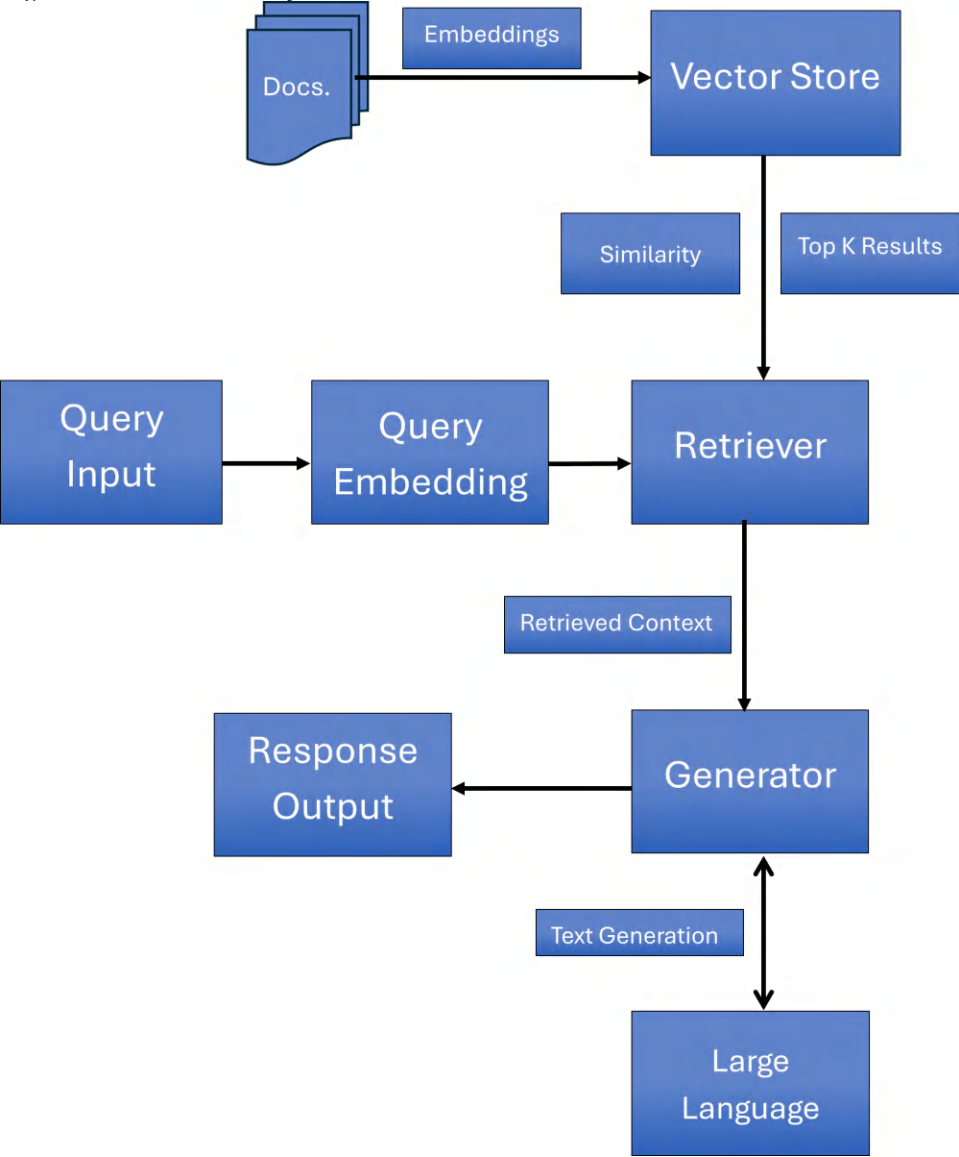 Embeddings
Docs.
Vector Store
Similarity
Top K Results
Query
Input
Query
Embedding
Retriever
Retrieved Context
Response
Output
Generator
Text Generation
Large
Language